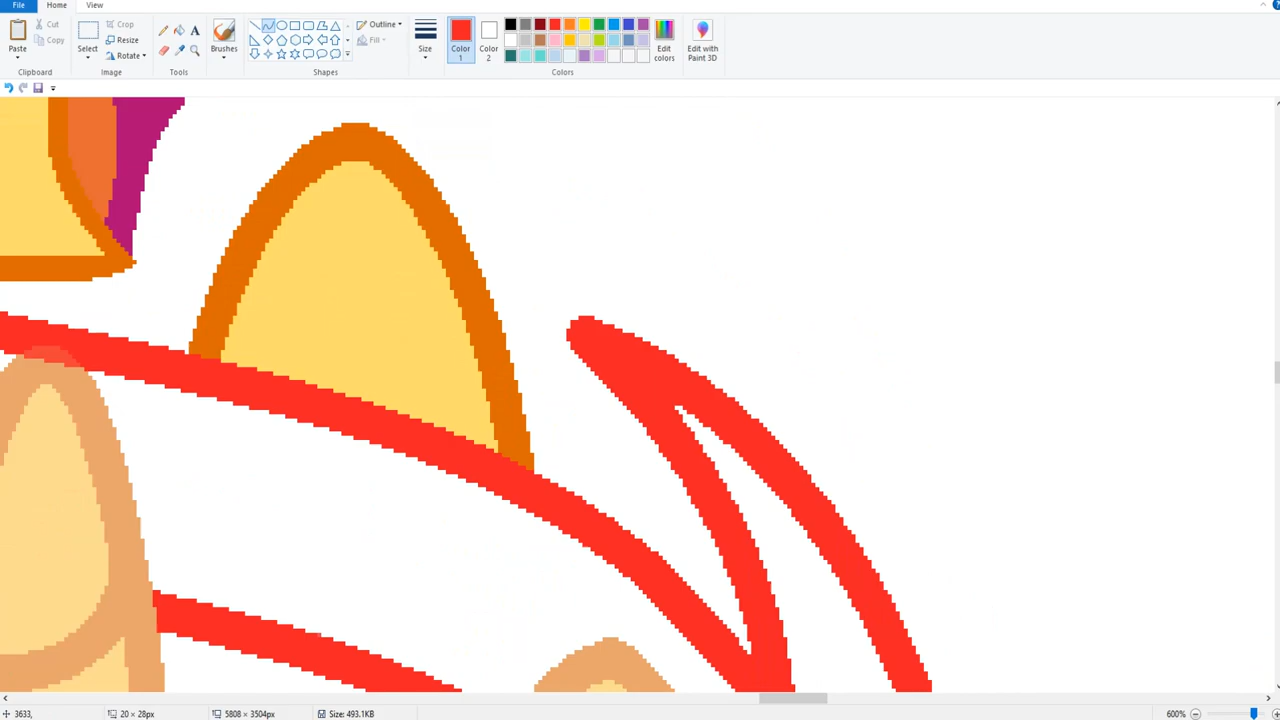 File Home View
Paste Cut Copy Clipboard
Select Crop Resize Rotate Image
A Tools
Brushes
Outline Fill Shapes
Size
Color 1
Color 2
Edit colors
Colors
Edit with Paint 3D
3633,
20 × 28px
5808 × 3504px
Size: 493.1KB
600%